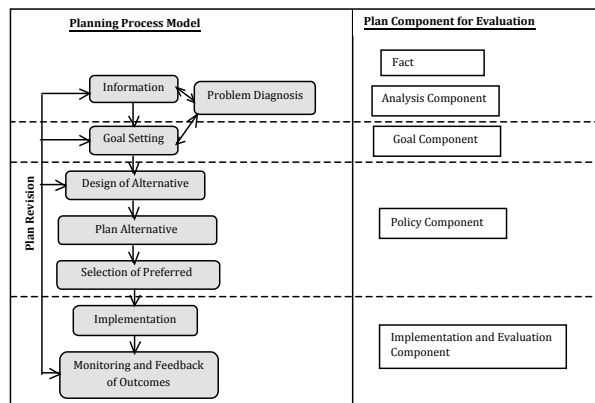 Planning Process Model
Plan Component for Evaluation
Fact
Information
Problem Diagnosis
Analysis Component
Goal Setting
Goal Component
Design of Alternative
Plan Revision
Plan Alternative
Policy Component
Selection of Preferred
Implementation
Implementation and Evaluation
Component
Monitoring and Feedback
of Outcomes